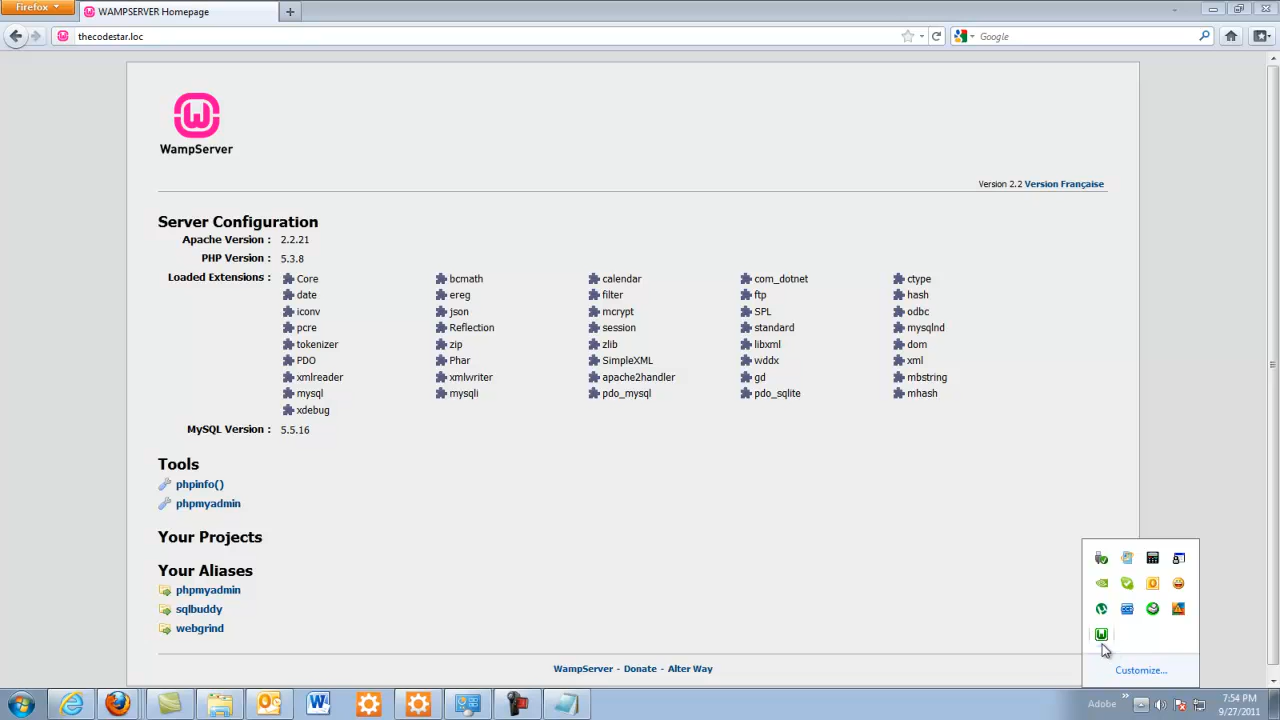 Firefox
WAMPSERVER Homepage
thecodestar.loc
Google
WampServer
Version 2.2 Version Française
Server Configuration
Apache Version : 2.2.21
PHP Version : 5.3.8
Loaded Extensions : Core bcmath calendar com_dotnet ctype
date ereg filter ftp hash
iconv json mcrypt SPL odbc
pcre Reflection session standard mysqlnd
tokenizer zip zlib libxml dom
PDO Phar SimpleXML wddx xml
xmlreader xmlwriter apache2handler gd mbstring
mysql mysqli pdo_mysql pdo_sqlite mhash
xdebug
MySQL Version : 5.5.16
Tools
phpinfo()
phpmyadmin
Your Projects
Your Aliases
phpmyadmin
sqlbuddy
webgrind
WampServer - Donate - Alter Way
Customize...
Adobe
7:54 PM
9/27/2011